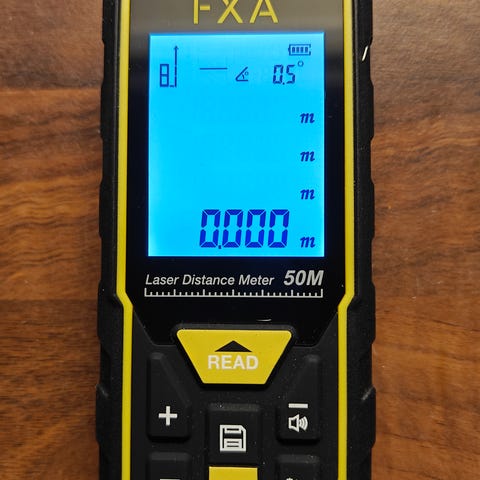 FXA
0.5°
m
m
m
0.000 m
Laser Distance Meter 50M
READ
+
−